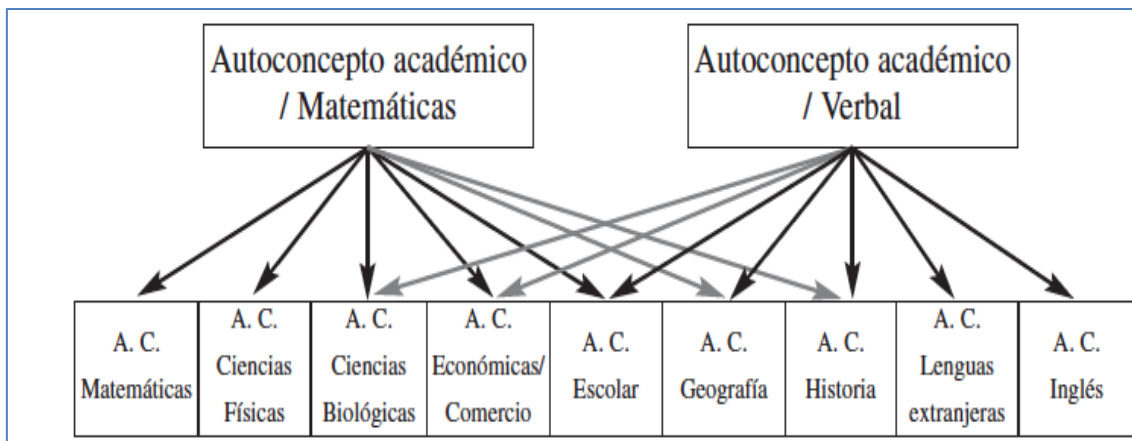 Autoconcepto académico
/ Matemáticas
Autoconcepto académico
/ Verbal
A. C.
Matemáticas
A. C.
Ciencias
Físicas
A. C.
Ciencias
Biológicas
A. C.
Económicas/
Comercio
A. C.
Escolar
A. C.
Geografía
A. C.
Historia
A. C.
Lenguas
extranjeras
A. C.
Inglés